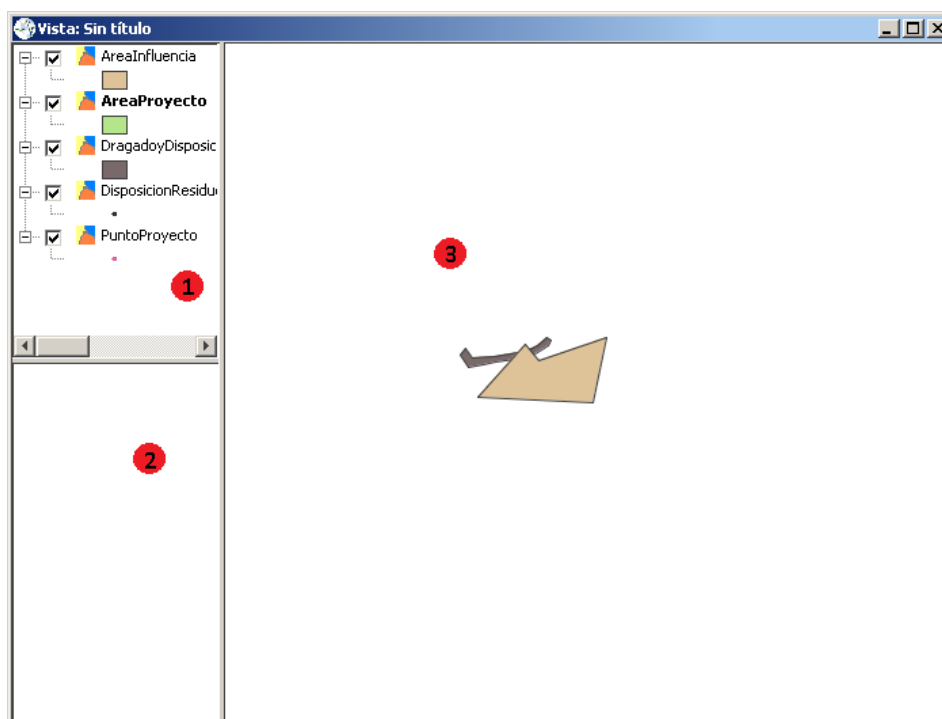 Vista: Sin título
AreaInfluencia
AreaProyecto
DragadoyDisposic
DisposicionResidu
PuntoProyecto
1
3
2